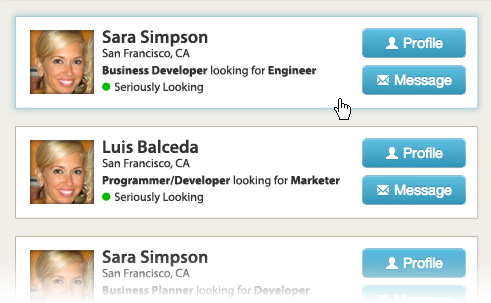 Sara Simpson
San Francisco, CA
Business Developer looking for Engineer
Seriously Looking
Profile
Message
Luis Balceda
San Francisco, CA
Programmer/Developer looking for Marketer
Seriously Looking
Profile
Message
Sara Simpson
San Francisco, CA
Business Planner looking for Developer
Profile